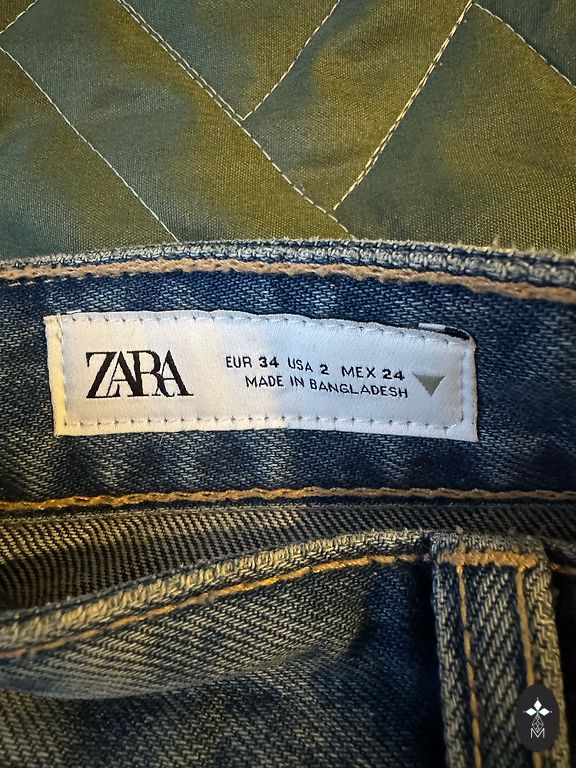 ZARA
EUR 34 USA 2 MEX 24
MADE IN BANGLADESH
M